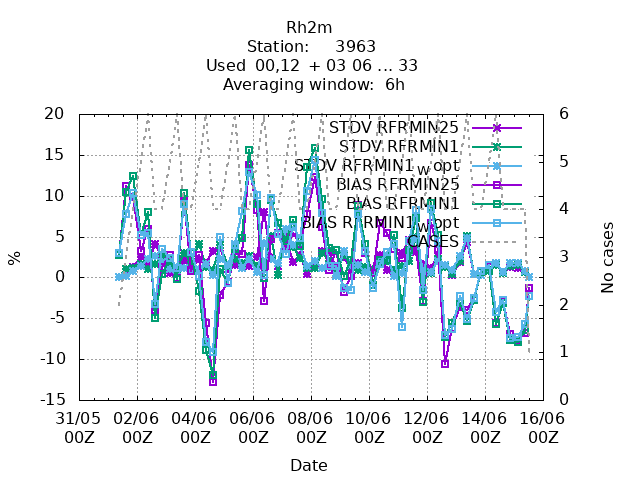 Rh2m
Station: 3963
Used 00,12 + 03 06 ... 33
Averaging window: 6h
20
15
10
5
0
-5
-10
-15
%
6
5
4
3
2
1
0
No cases
STDV RFRMIN25
STDV RFRMIN1
STDV RFRMIN1_w_opt
BIAS RFRMIN25
BIAS RFRMIN1
BIAS RFRMIN1_w_opt
CASES
31/05 02/06 04/06 06/06 08/06 10/06 12/06 14/06 16/06
00Z 00Z 00Z 00Z 00Z 00Z 00Z 00Z 00Z
Date